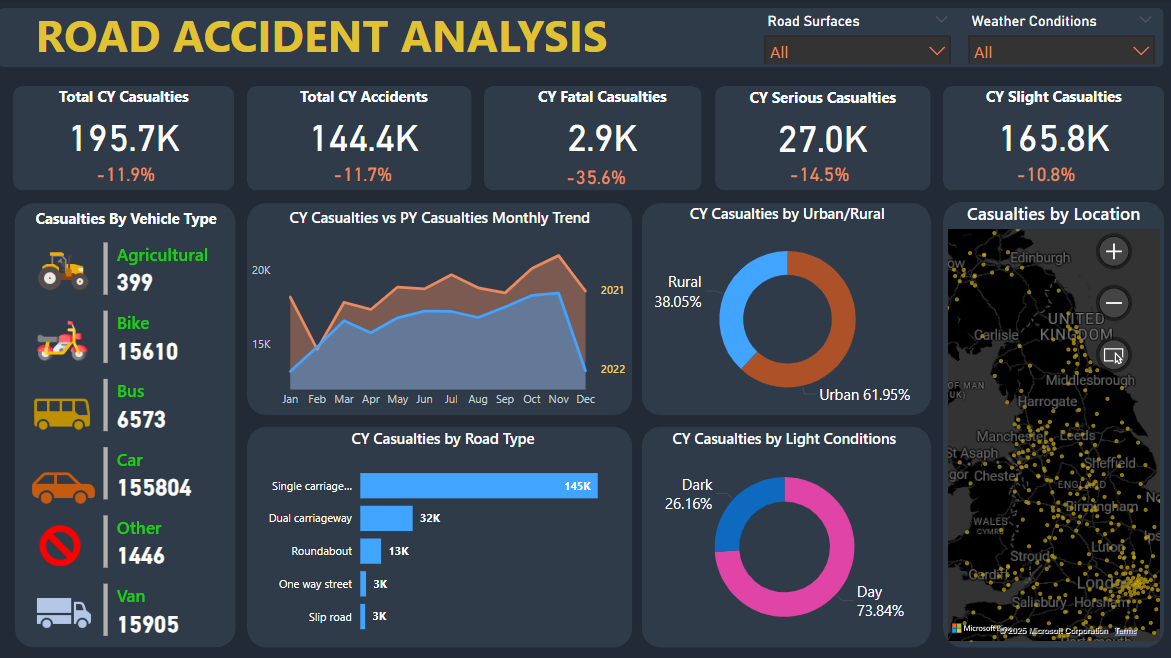 ROAD ACCIDENT ANALYSIS
Road Surfaces
All
Weather Conditions
All
Total CY Casualties
195.7K
-11.9%
Total CY Accidents
144.4K
-11.7%
CY Fatal Casualties
2.9K
-35.6%
CY Serious Casualties
27.0K
-14.5%
CY Slight Casualties
165.8K
-10.8%
Casualties By Vehicle Type
Agricultural
399
Bike
15610
Bus
6573
Car
155804
Other
1446
Van
15905
CY Casualties vs PY Casualties Monthly Trend
20K
15K
2021
2022
Jan Feb Mar Apr May Jun Jul Aug Sep Oct Nov Dec
CY Casualties by Road Type
Single carriage... 145K
Dual carriageway 32K
Roundabout 13K
One way street 3K
Slip road 3K
CY Casualties by Urban/Rural
Rural
38.05%
Urban 61.95%
CY Casualties by Light Conditions
Dark
26.16%
Day
73.84%
Casualties by Location
Edinburgh
UNITED
KINGDOM
Carlisle
Middlesbrough
OF MAN
UK)
Harrogate
Manchester
Leeds
St Asaph
Sheffield
Chester
ENGLAND
Birmingham
WALES
CYMRU
Stroud
Luton
Cardiff
Salisbury
Horsham
© 2025 Microsoft Corporation
Terms